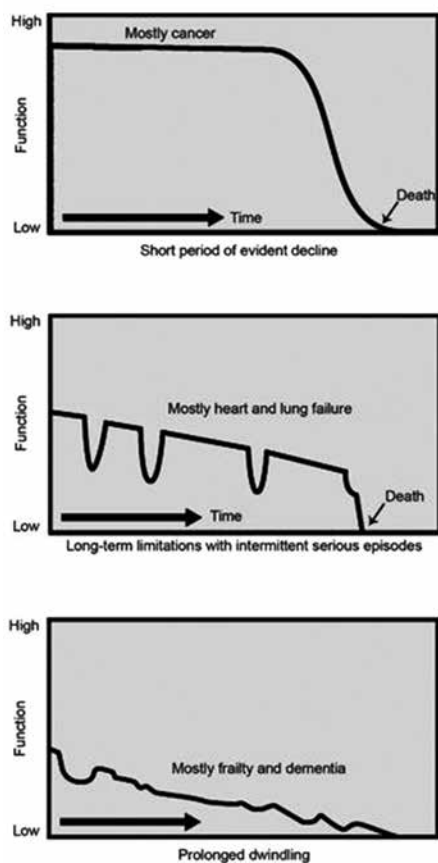 High
Mostly cancer
Function
Death
Time
Low
Short period of evident decline
High
Mostly heart and lung failure
Function
Death
Time
Low
Long-term limitations with intermittent serious episodes
High
Function
Mostly frailty and dementia
Low
Prolonged dwindling